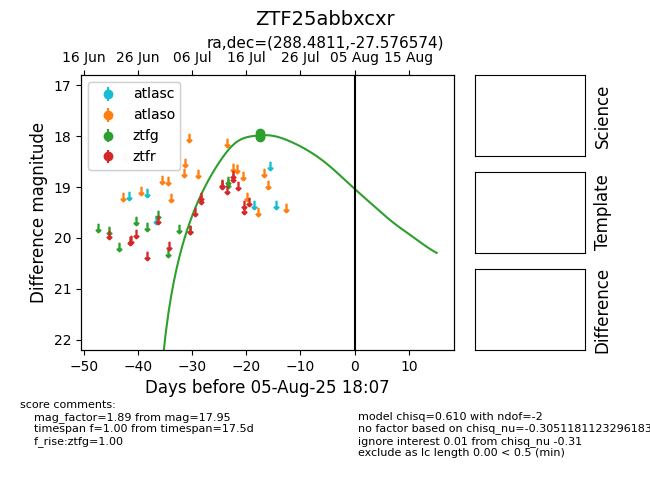 ZTF25abbxcxr
ra,dec=(288.4811,-27.576574)
16 Jun 26 Jun 06 Jul 16 Jul 26 Jul 05 Aug 15 Aug
17
18
19
20
21
22
Difference magnitude
atlasc
atlaso
ztfg
ztfr
−50 −40 −30 −20 −10 0 10
Days before 05-Aug-25 18:07
Science
Template
Difference
score comments:
mag_factor=1.89 from mag=17.95
timespan f=1.00 from timespan=17.5d
f_rise:ztfg=1.00
model chisq=0.610 with ndof=-2
no factor based on chisq_nu=-0.3051181123296183
ignore interest 0.01 from chisq_nu -0.31
exclude as lc length 0.00 < 0.5 (min)